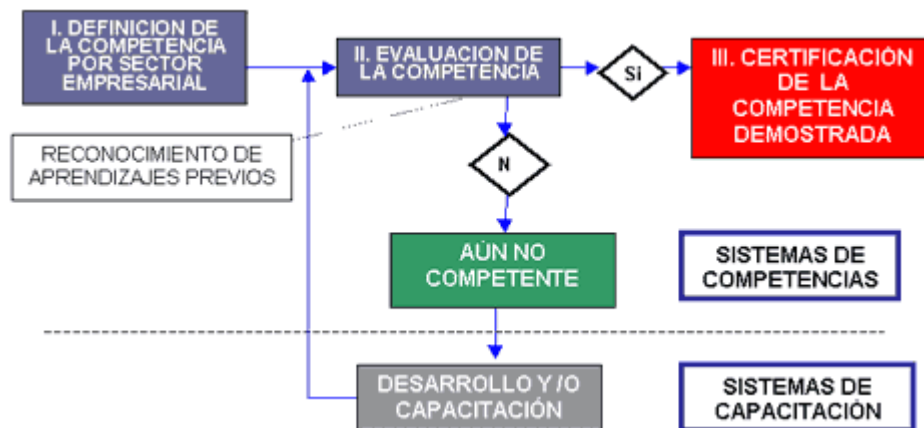 I. DEFINICION DE
LA COMPETENCIA
POR SECTOR
EMPRESARIAL
II. EVALUACION DE
LA COMPETENCIA
Si
III. CERTIFICACIÓN
DE LA
COMPETENCIA
DEMOSTRADA
RECONOCIMIENTO DE
APRENDIZAJES PREVIOS
N
AÚN NO
COMPETENTE
SISTEMAS DE
COMPETENCIAS
DESARROLLO Y /O
CAPACITACIÓN
SISTEMAS DE
CAPACITACIÓN